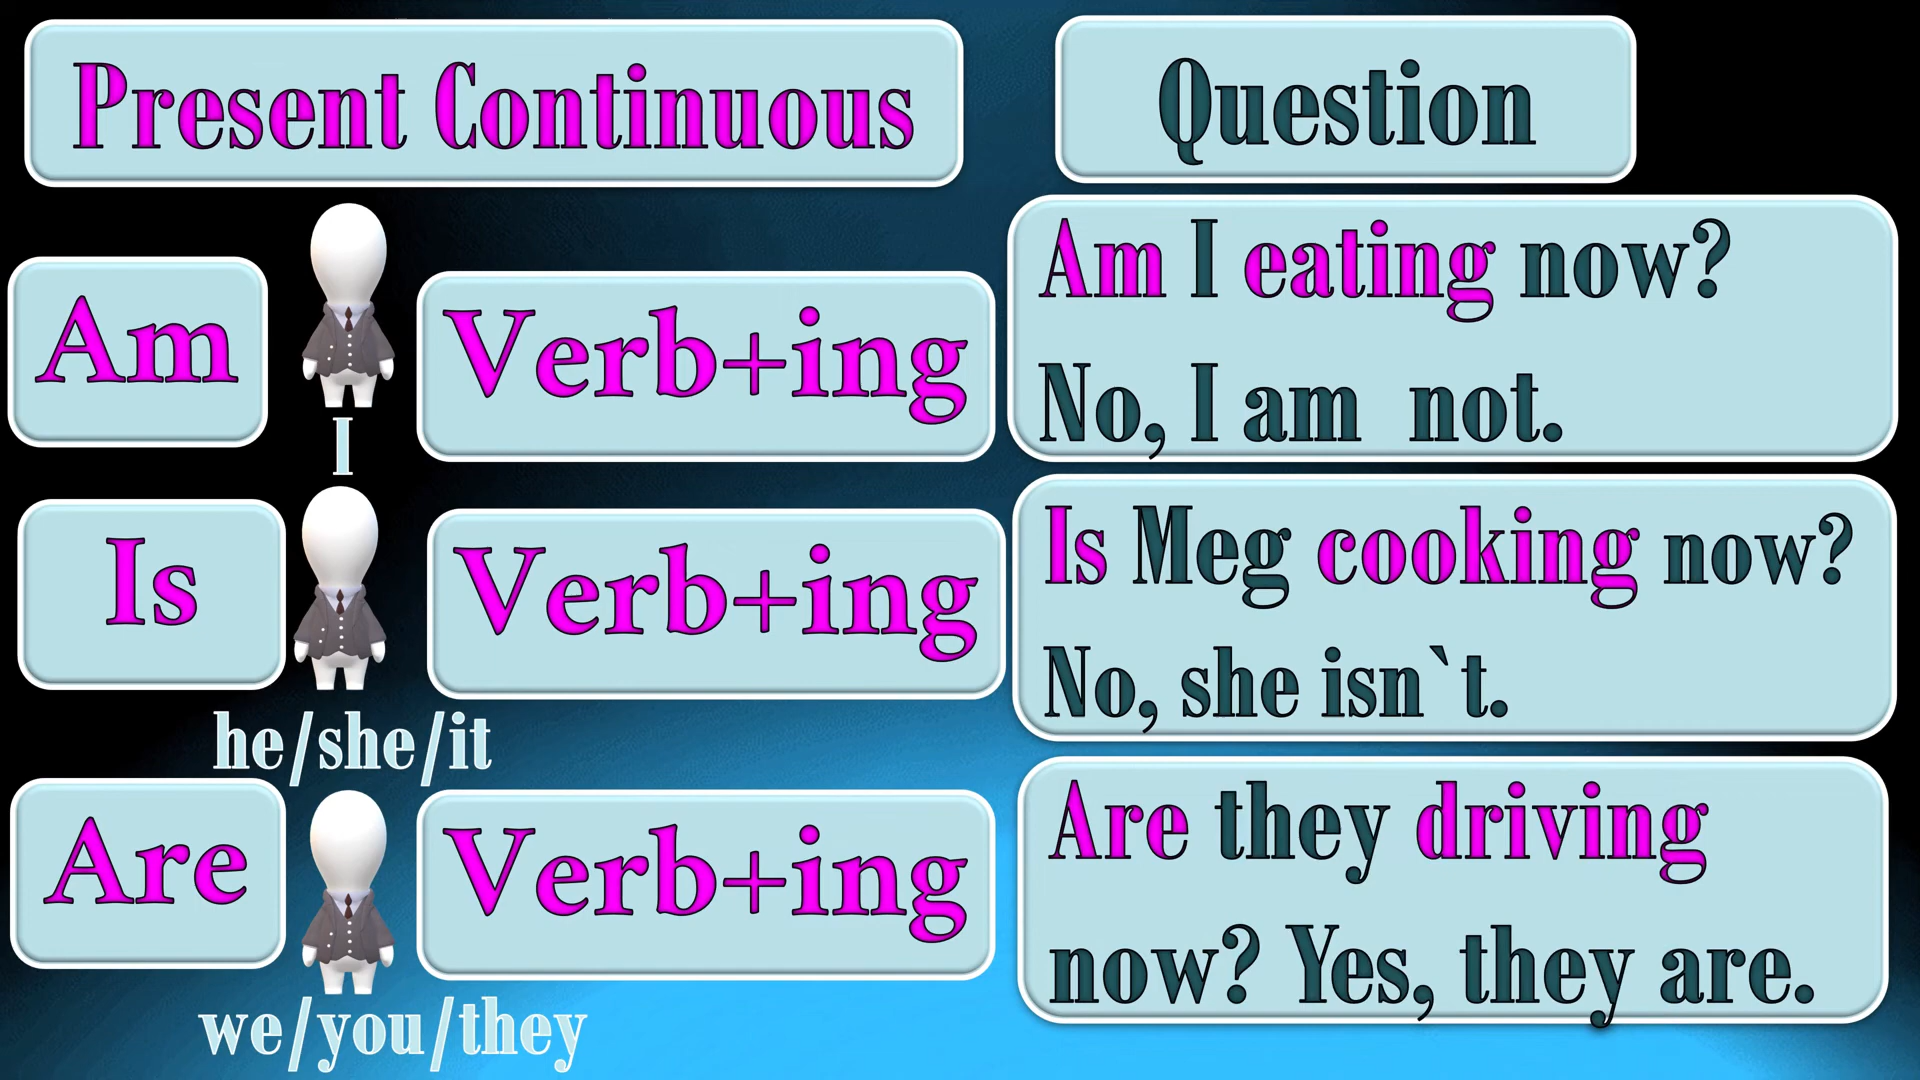 Present Continuous
Question
Am
I
Verb+ing
Am I eating now?
No, I am not.
Is
he/she/it
Verb+ing
Is Meg cooking now?
No, she isn`t.
Are
we/you/they
Verb+ing
Are they driving
now? Yes, they are.